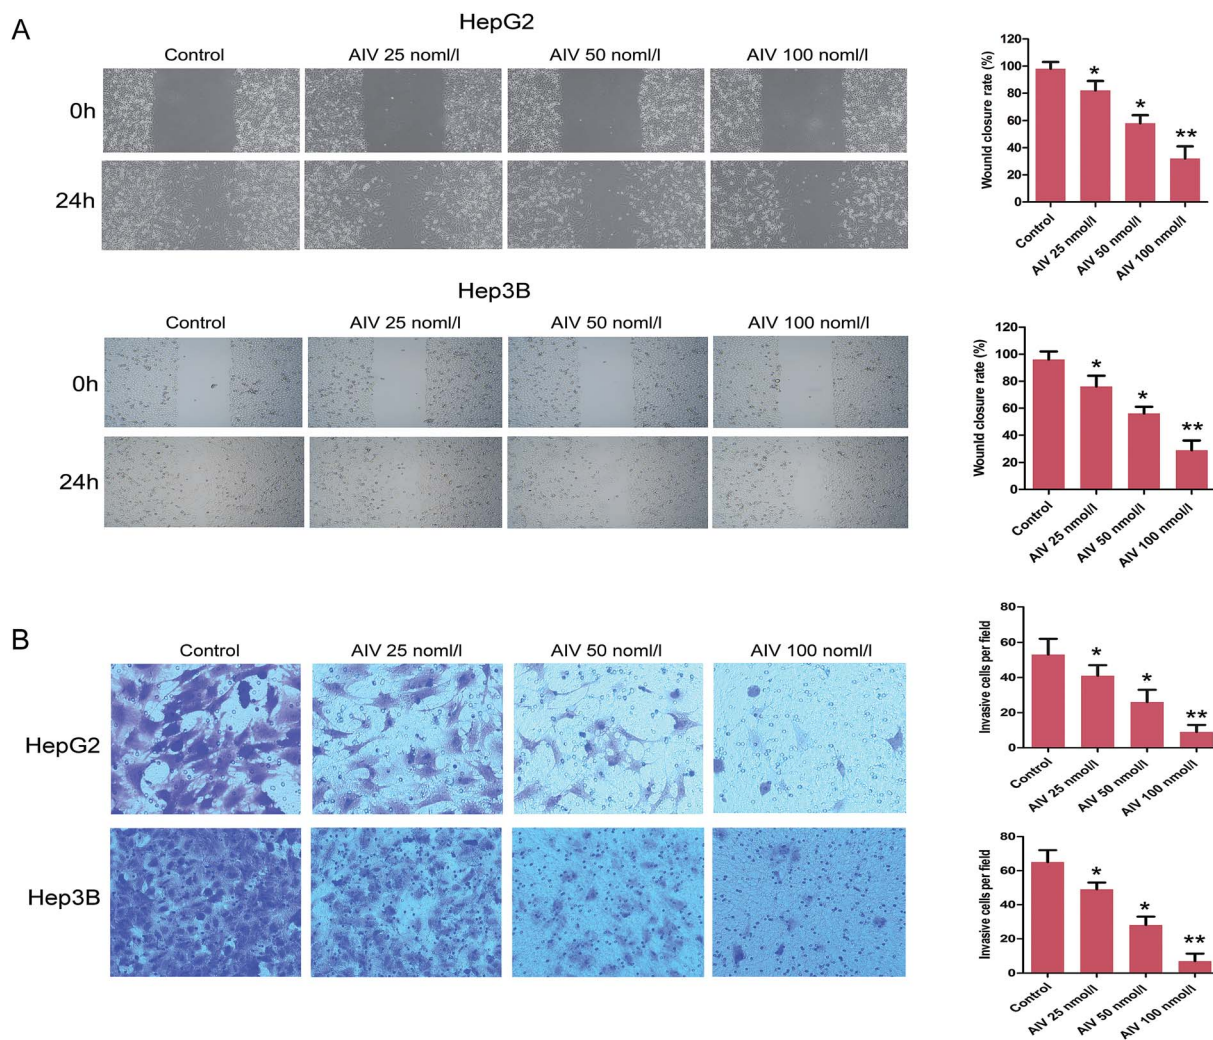 A
HepG2
Control
AIV 25 noml/l
AIV 50 noml/l
AIV 100 noml/l
0h
24h
120
100
80
60
40
20
0
Wounld closure rate (%)
*
*
**
Control
AIV 25 nmol/l
AIV 50 nmol/l
AIV 100 nmol/l
Hep3B
Control
AIV 25 noml/l
AIV 50 noml/l
AIV 100 noml/l
0h
24h
120
100
80
60
40
20
0
Wounld closure rate (%)
*
*
**
Control
AIV 25 nmol/l
AIV 50 nmol/l
AIV 100 nmol/l
B
Control
AIV 25 noml/l
AIV 50 noml/l
AIV 100 noml/l
HepG2
Hep3B
80
60
40
20
0
Invasive cells per field
*
*
**
Control
AIV 25 nmol/l
AIV 50 nmol/l
AIV 100 nmol/l
80
60
40
20
0
Invasive cells per field
*
*
**
Control
AIV 25 nmol/l
AIV 50 nmol/l
AIV 100 nmol/l